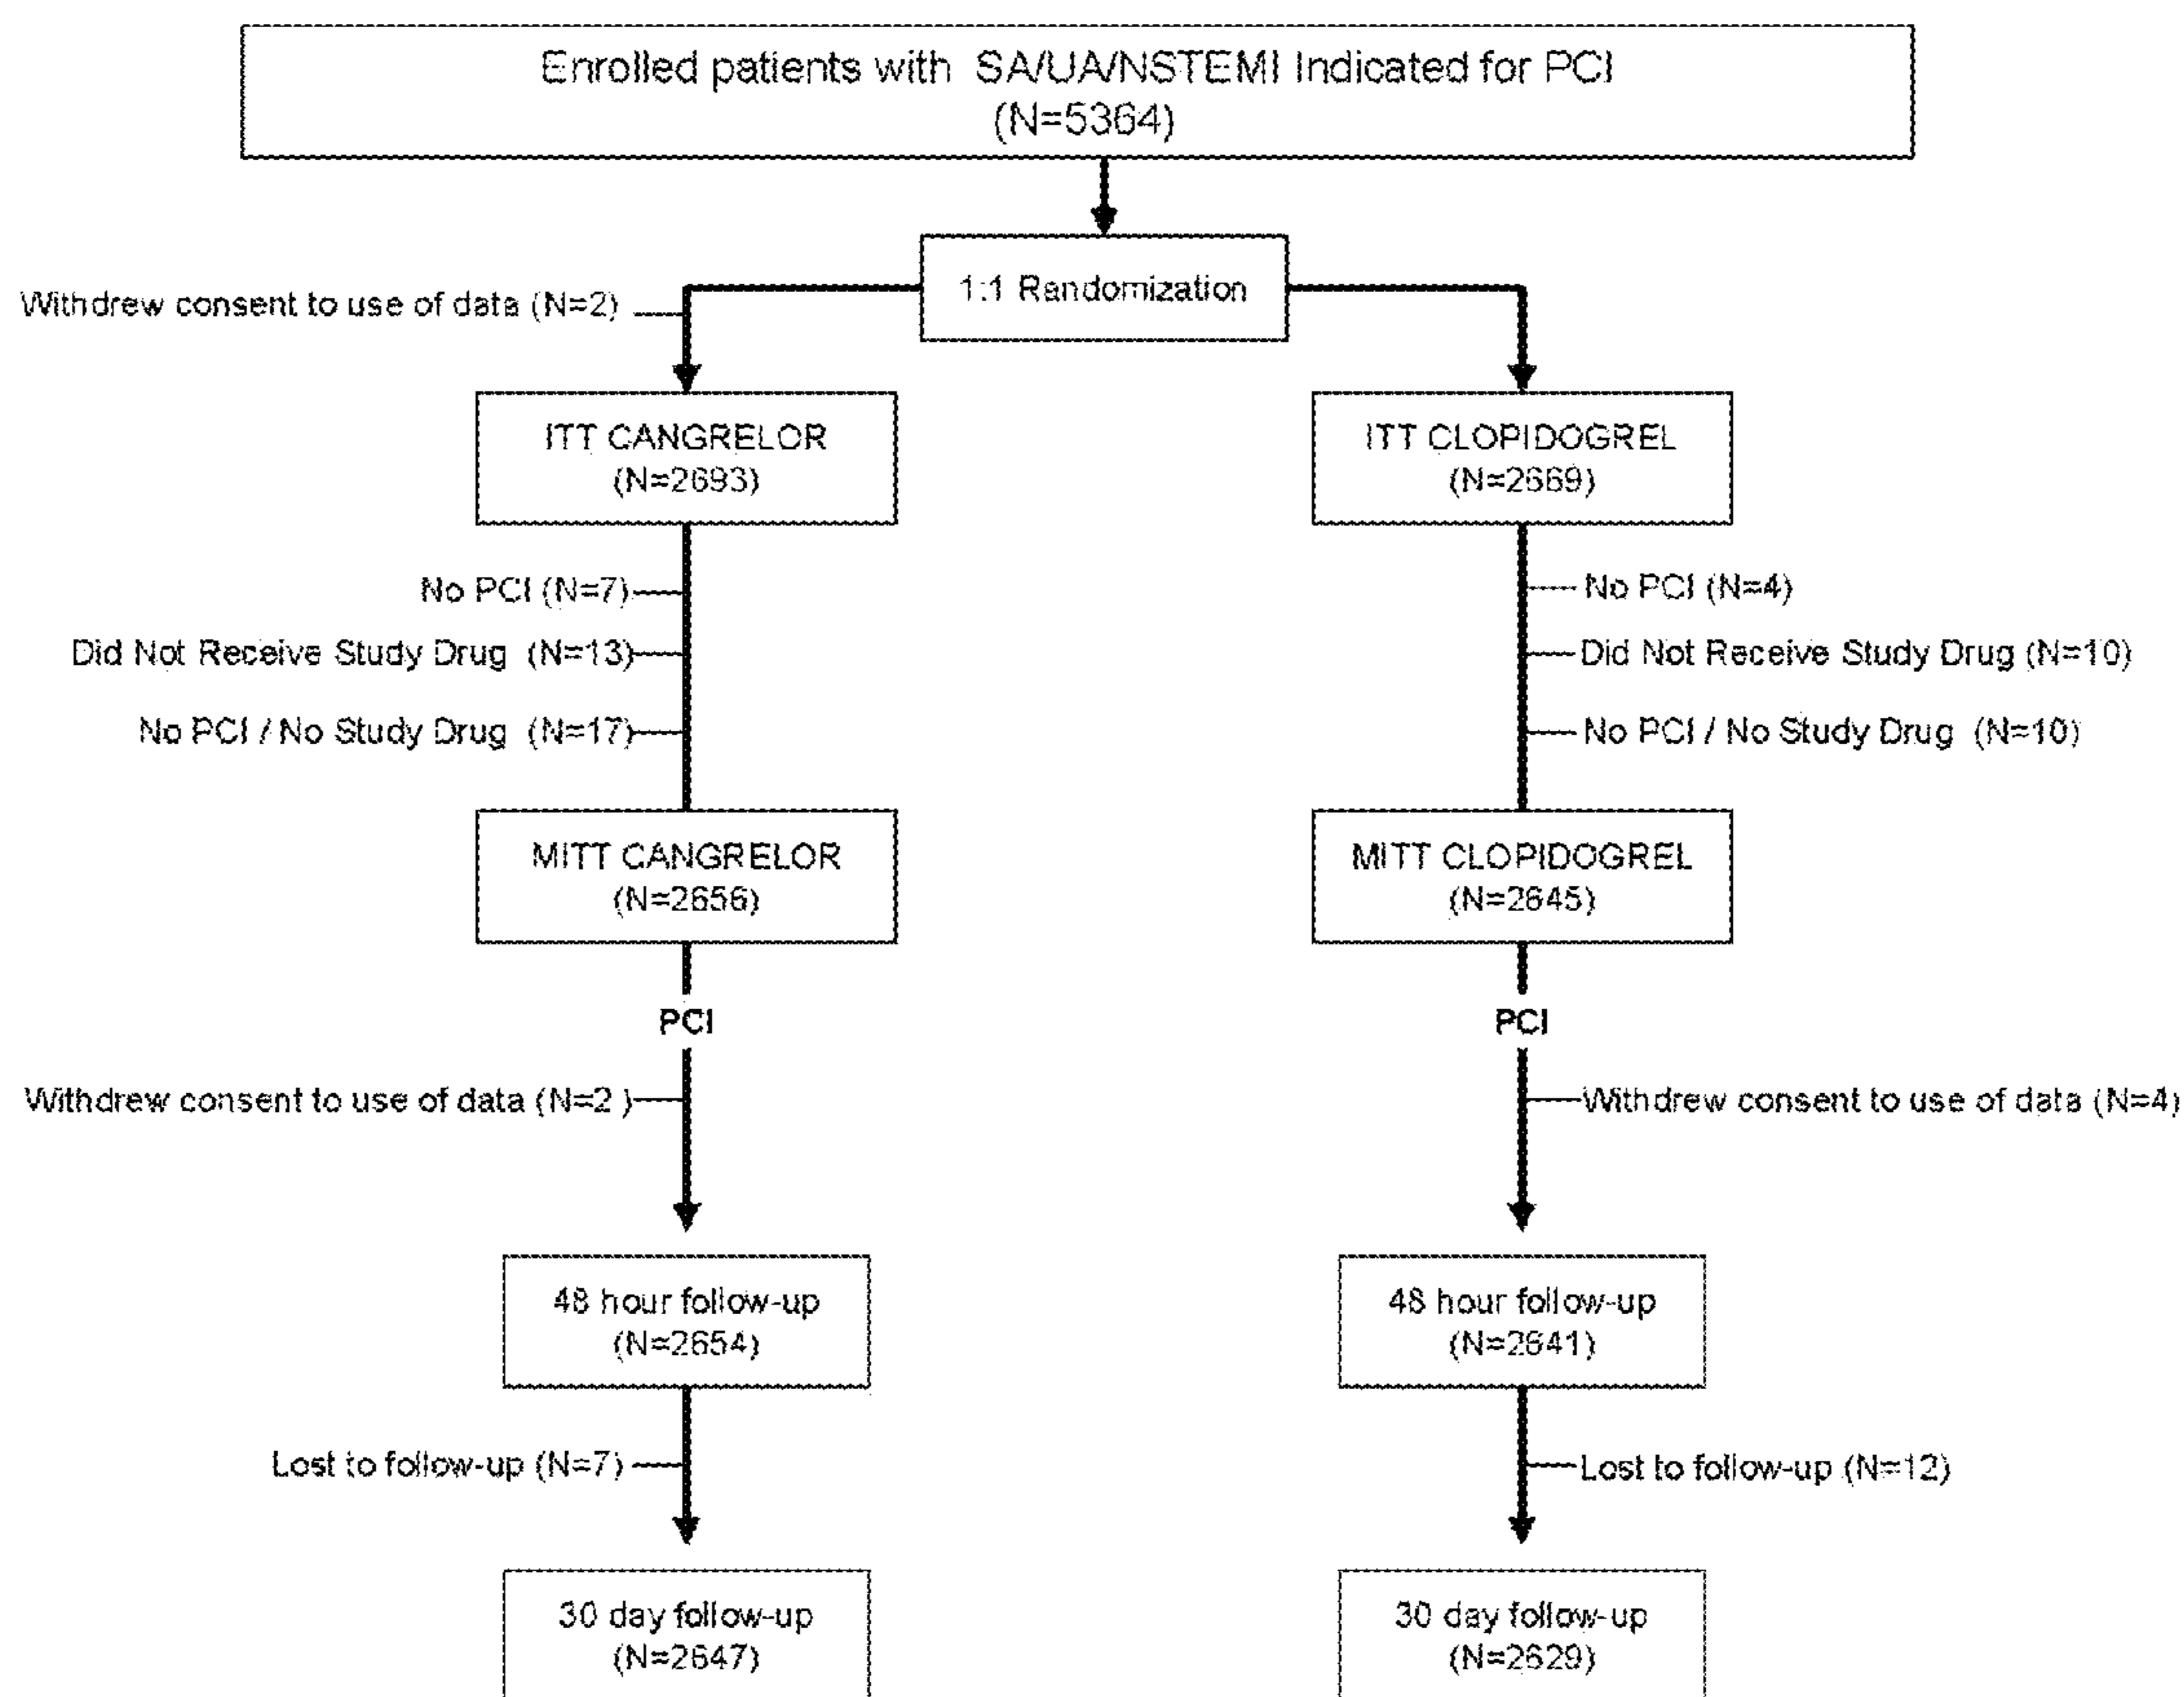 Enrolled patients with SA/UA/NSTEMI Indicated for PCI
(N=5364)
1:1 Randomization
Withdrew consent to use of data (N=2)
ITT CANGRELOR
(N=2693)
ITT CLOPIDOGREL
(N=2669)
No PCI (N=7)
No PCI (N=4)
Did Not Receive Study Drug (N=13)
Did Not Receive Study Drug (N=10)
No PCI / No Study Drug (N=17)
No PCI / No Study Drug (N=10)
MITT CANGRELOR
(N=2656)
MITT CLOPIDOGREL
(N=2645)
PCI
PCI
Withdrew consent to use of data (N=2 )
Withdrew consent to use of data (N=4)
48 hour follow-up
(N=2654)
48 hour follow-up
(N=2641)
Lost to follow-up (N=7)
Lost to follow-up (N=12)
30 day follow-up
(N=2647)
30 day follow-up
(N=2629)